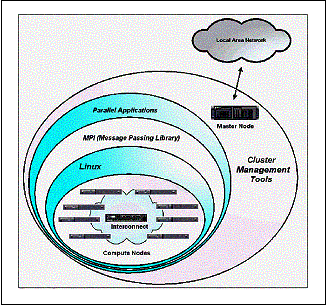 Local Area Network
Parallel Applications
Master Node
MPI (Message Passing Library)
Linux
Cluster
Management
Tools
Interconnect
Compute Nodes